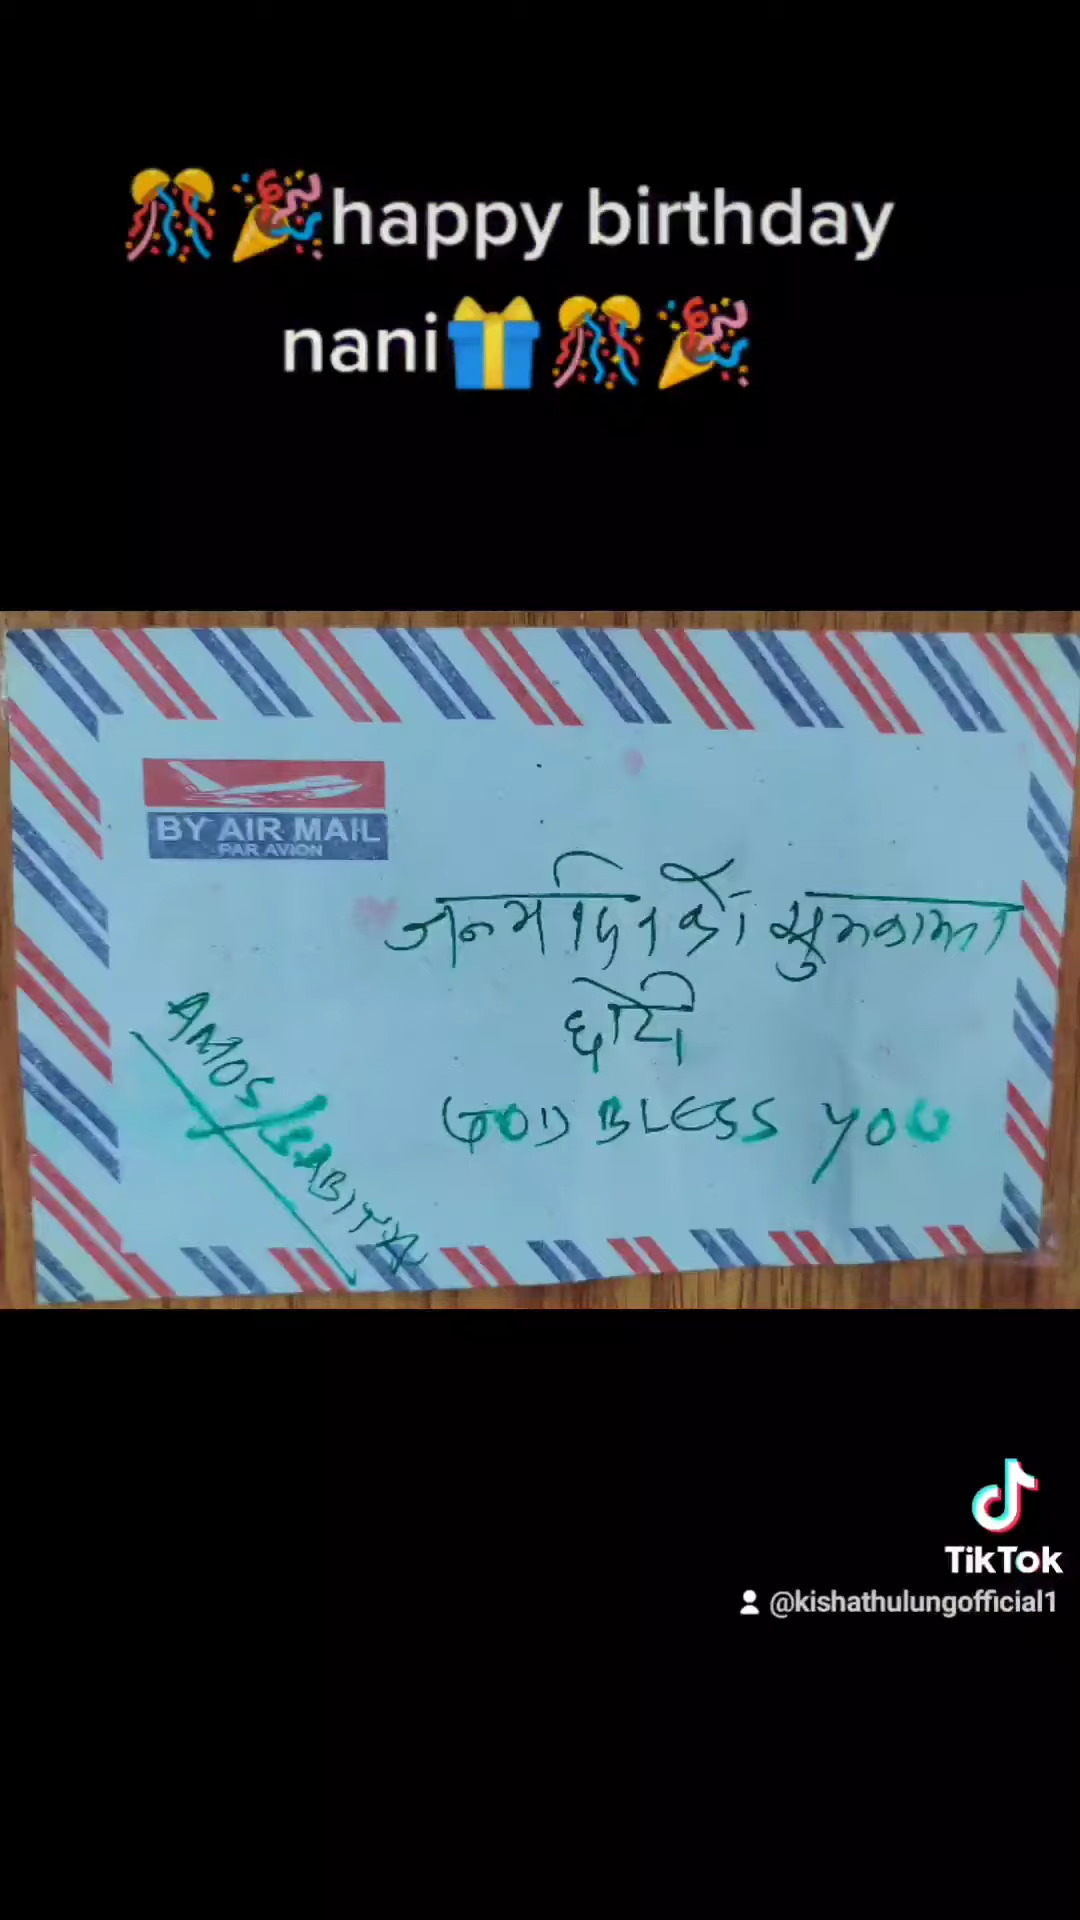 🎊🎉happy birthday
nani🎁🎊🎉
BY AIR MAIL
PAR AVION
जन्मदिनको शुभकामना
छोरी
GOD BLESS YOU
AMOS/SABITA
TikTok
@kishathulungofficial1